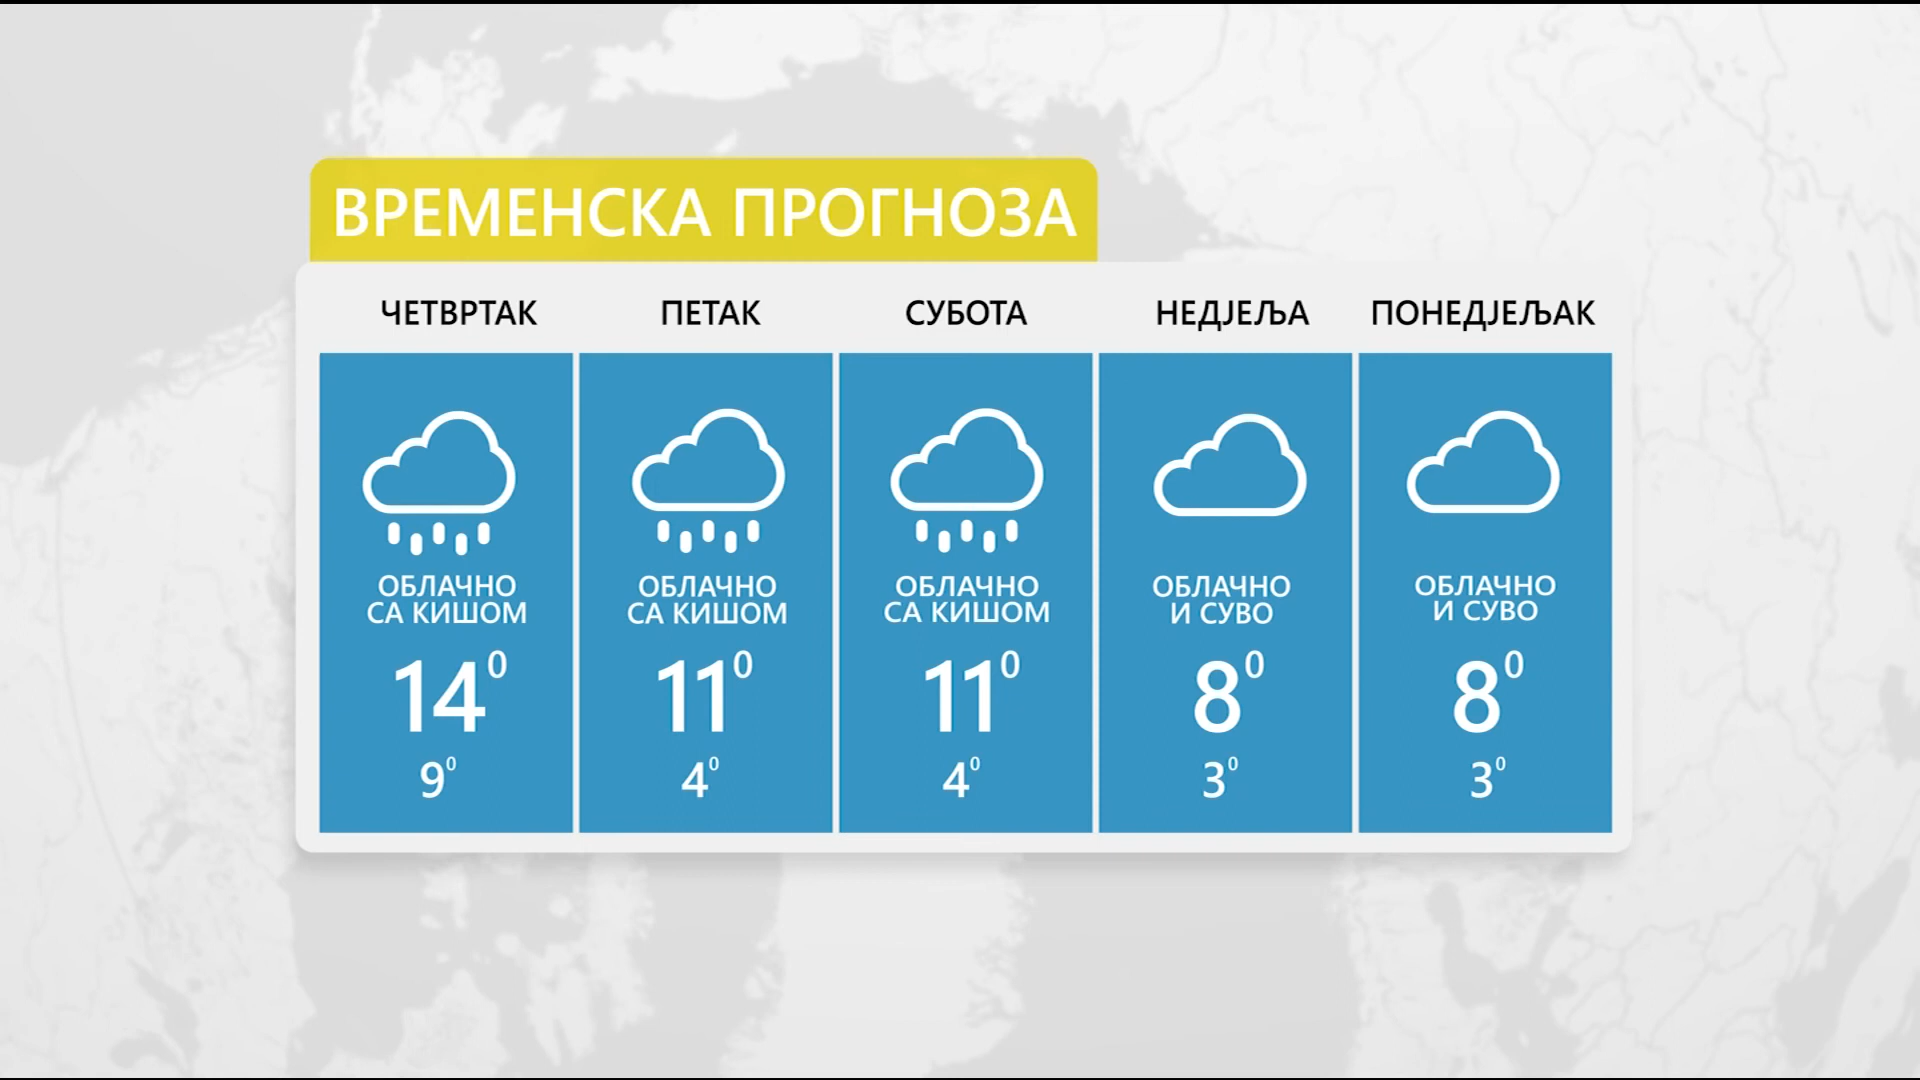 ВРЕМЕНСКА ПРОГНОЗА
ЧЕТВРТАК
ПЕТАК
СУБОТА
НЕДЈЕЉА
ПОНЕДЈЕЉАК
ОБЛАЧНО
СА КИШОМ
14⁰
9⁰
ОБЛАЧНО
СА КИШОМ
11⁰
4⁰
ОБЛАЧНО
СА КИШОМ
11⁰
4⁰
ОБЛАЧНО
И СУВО
8⁰
3⁰
ОБЛАЧНО
И СУВО
8⁰
3⁰